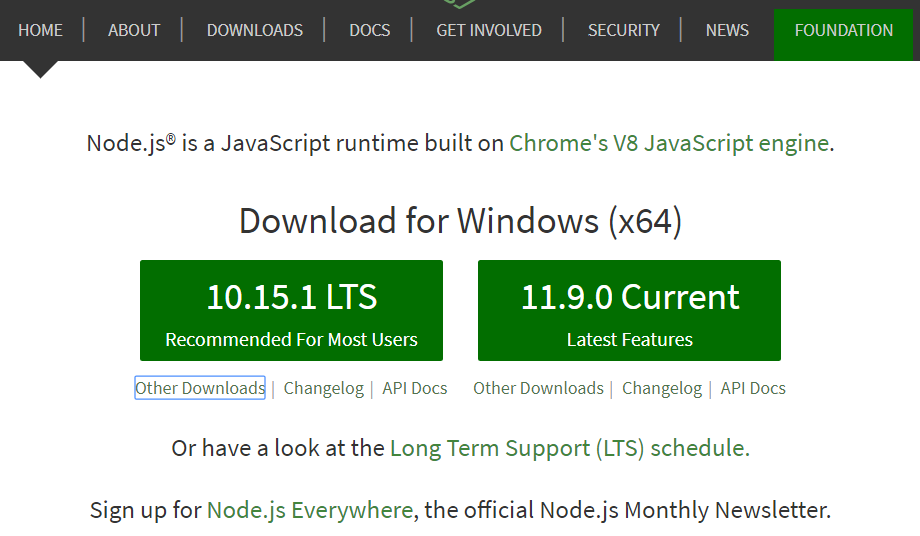 HOME | ABOUT | DOWNLOADS | DOCS | GET INVOLVED | SECURITY | NEWS FOUNDATION
Node.js® is a JavaScript runtime built on Chrome's V8 JavaScript engine.
Download for Windows (x64)
10.15.1 LTS
Recommended For Most Users
Other Downloads | Changelog | API Docs
11.9.0 Current
Latest Features
Other Downloads | Changelog | API Docs
Or have a look at the Long Term Support (LTS) schedule.
Sign up for Node.js Everywhere, the official Node.js Monthly Newsletter.